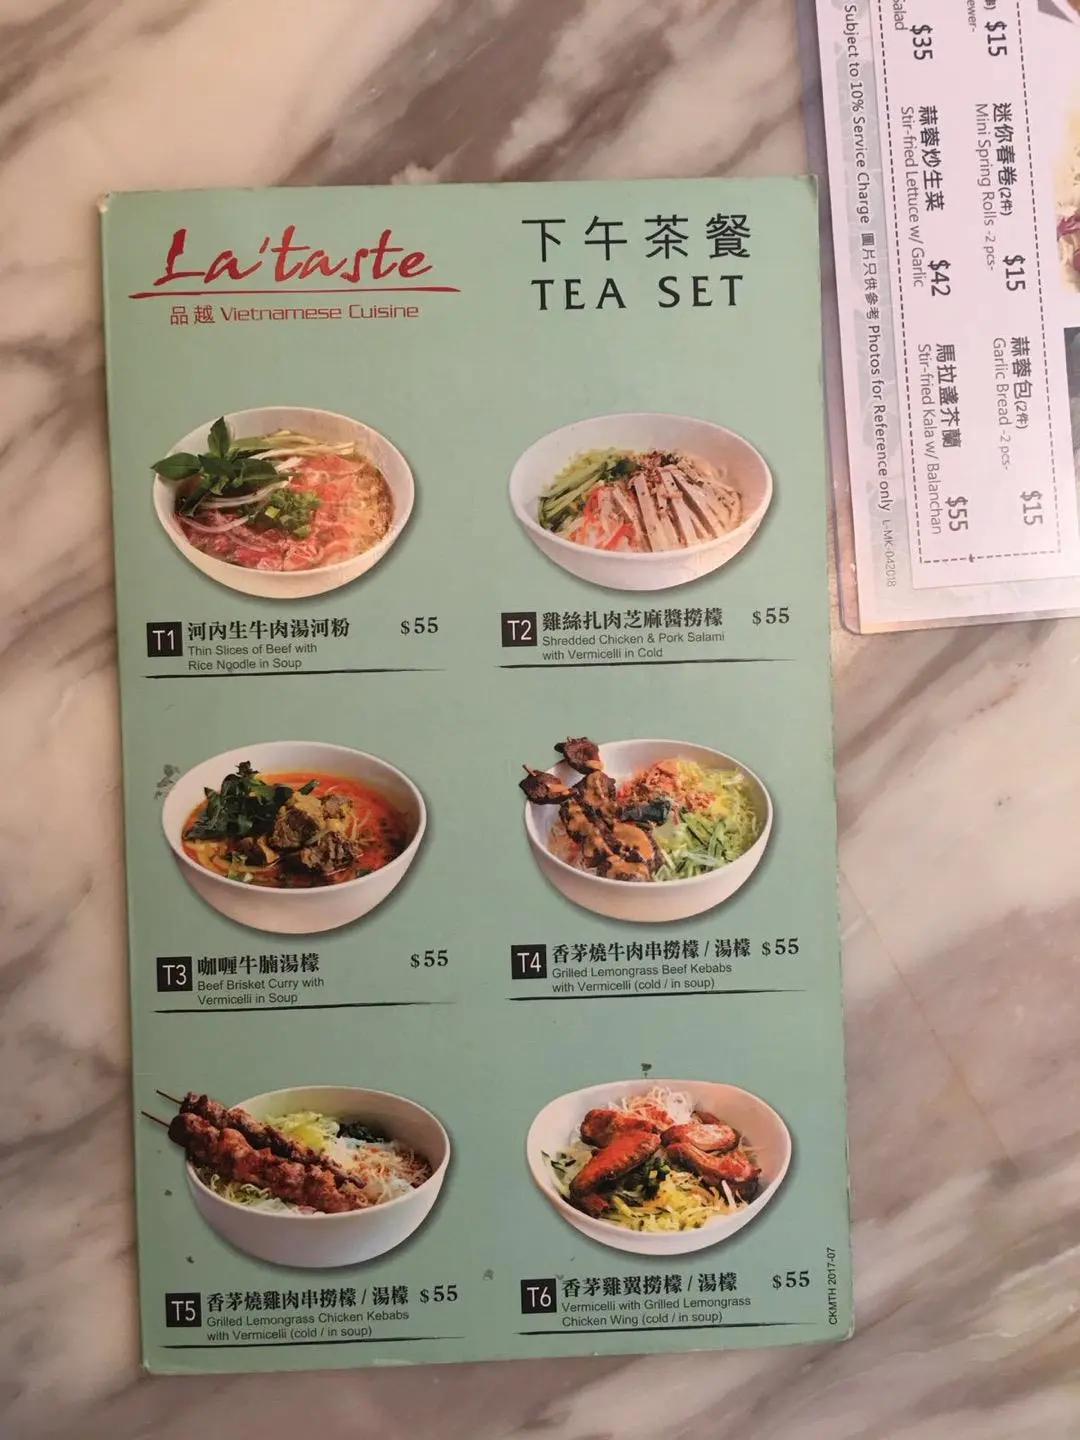 La'taste
品越 Vietnamese Cuisine
下午茶餐
TEA SET
T1 河內生牛肉湯河粉 $55
Thin Slices of Beef with
Rice Noodle in Soup
T2 雞絲扎肉芝麻醬撈檬 $55
Shredded Chicken & Pork Salami
with Vermicelli in Cold
T3 咖喱牛腩湯檬 $55
Beef Brisket Curry with
Vermicelli in Soup
T4 香茅燒牛肉串撈檬 / 湯檬 $55
Grilled Lemongrass Beef Kebabs
with Vermicelli (cold / in soup)
T5 香茅燒雞肉串撈檬 / 湯檬 $55
Grilled Lemongrass Chicken Kebabs
with Vermicelli (cold / in soup)
T6 香茅雞翼撈檬 / 湯檬 $55
Vermicelli with Grilled Lemongrass
Chicken Wing (cold / in soup)
CKMTH 2017-07
$15
迷你春卷(2件)
Mini Spring Rolls -2 pcs-
$15
蒜蓉包(2件)
Garlic Bread -2 pcs-
$15
$35
蒜蓉炒生菜
Stir-fried Lettuce w/ Garlic
$42
馬拉盞芥蘭
Stir-fried Kala w/ Balanchan
$55
Subject to 10% Service Charge 圖片只供參考 Photos for Reference only L-MK-042018